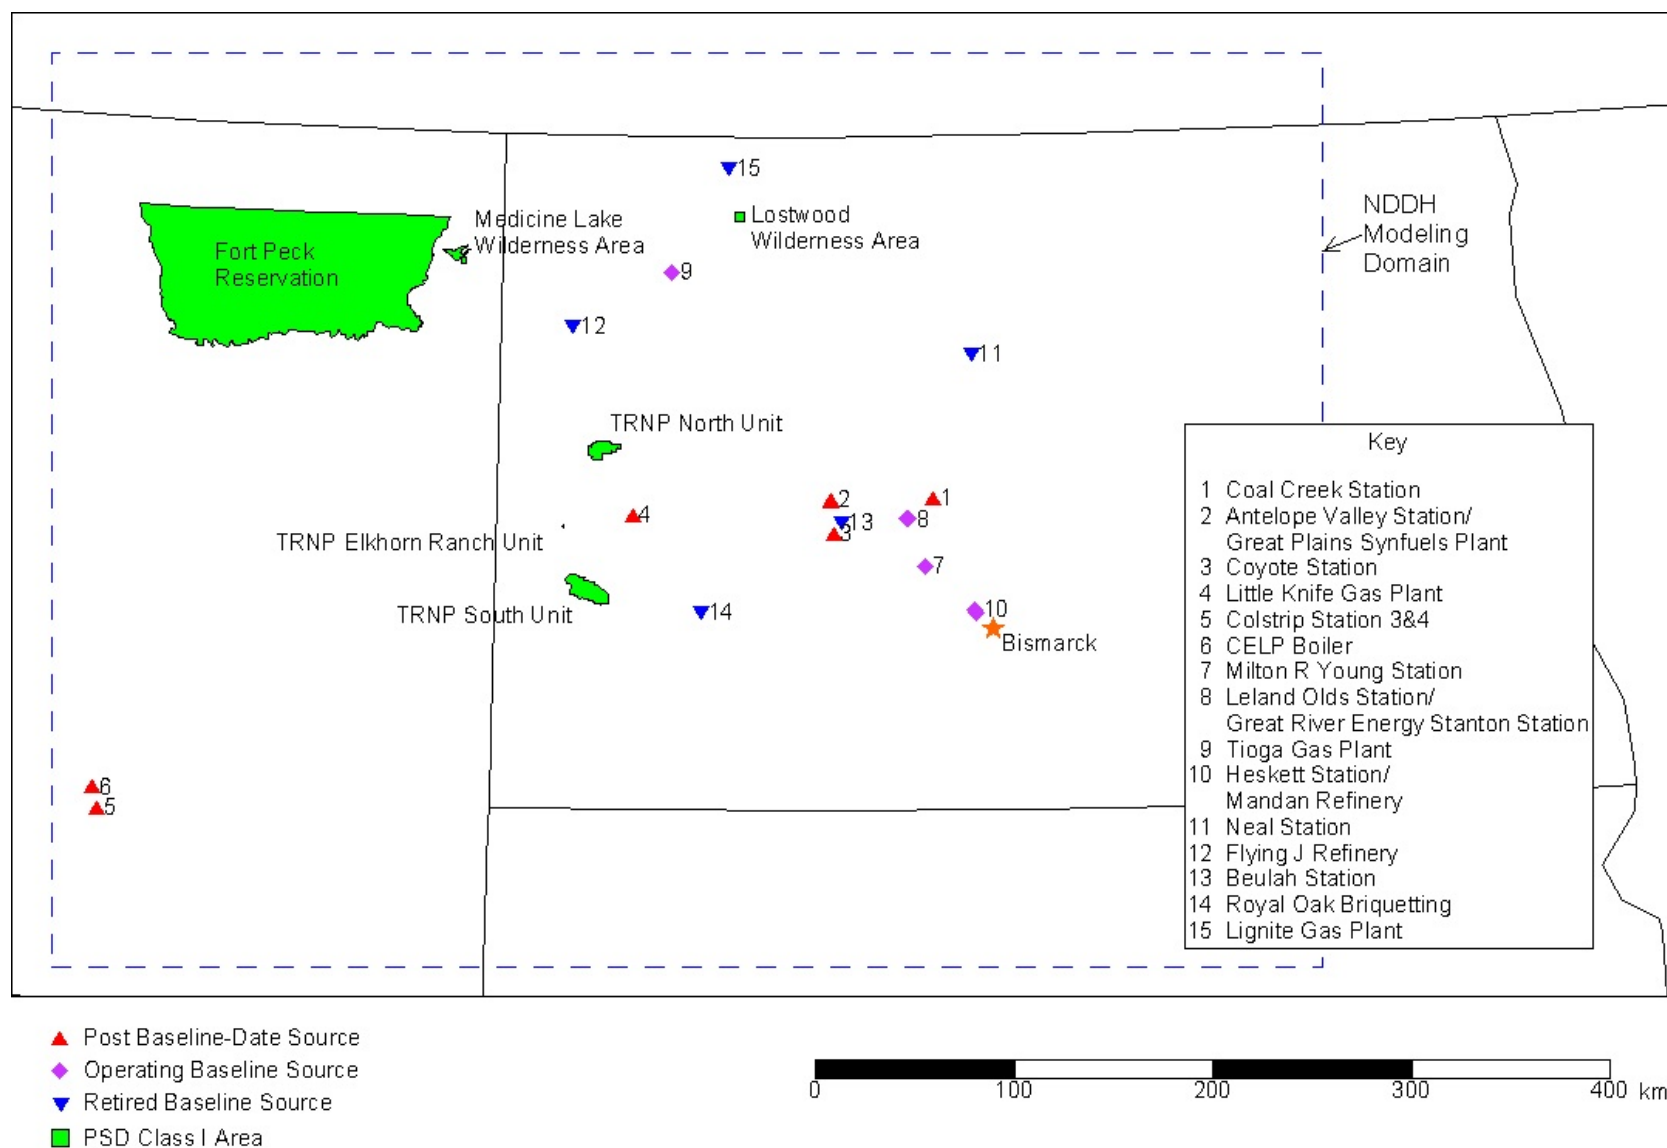 15
Lostwood
Wilderness Area
Medicine Lake
Wilderness Area
NDDH
Modeling
Domain
Fort Peck
Reservation
9
12
11
TRNP North Unit
2
1
4
13
8
3
TRNP Elkhorn Ranch Unit
7
TRNP South Unit
14
10
Bismarck
6
5
Key
1 Coal Creek Station
2 Antelope Valley Station/
Great Plains Synfuels Plant
3 Coyote Station
4 Little Knife Gas Plant
5 Colstrip Station 3&4
6 CELP Boiler
7 Milton R Young Station
8 Leland Olds Station/
Great River Energy Stanton Station
9 Tioga Gas Plant
10 Heskett Station/
Mandan Refinery
11 Neal Station
12 Flying J Refinery
13 Beulah Station
14 Royal Oak Briquetting
15 Lignite Gas Plant
Post Baseline-Date Source
Operating Baseline Source
Retired Baseline Source
PSD Class I Area
0 100 200 300 400 km